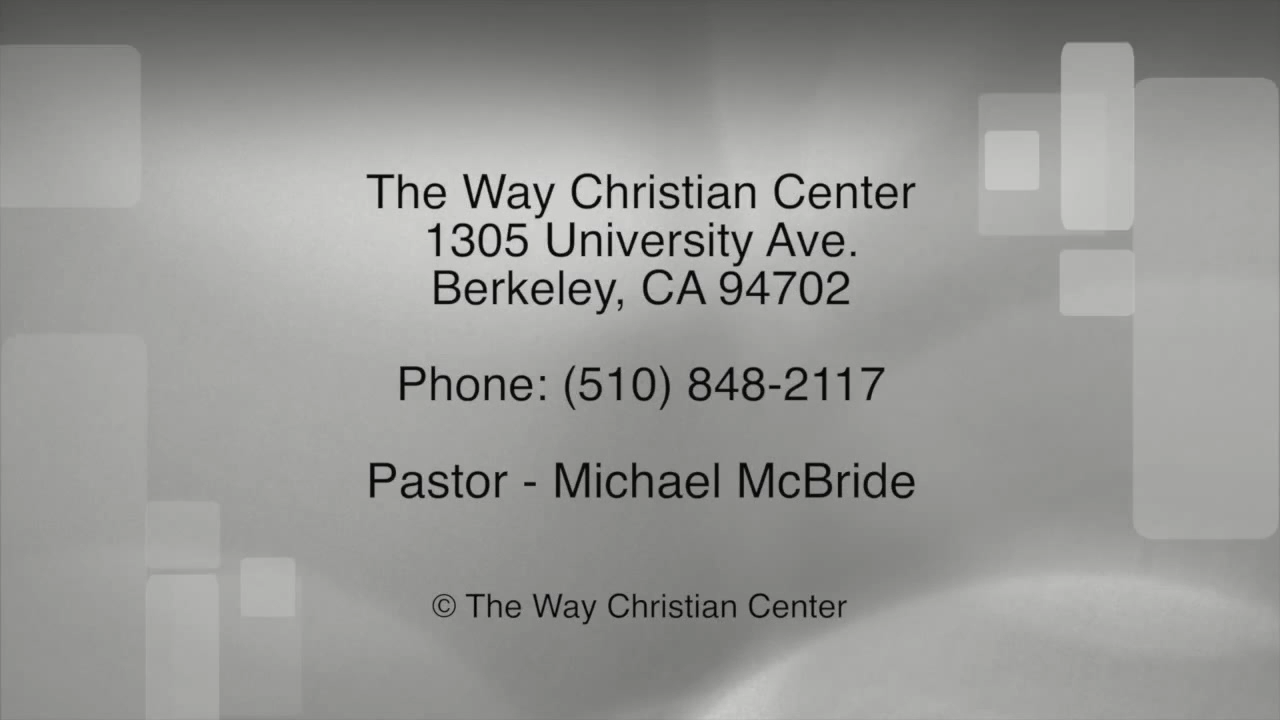 The Way Christian Center
1305 University Ave.
Berkeley, CA 94702
Phone: (510) 848-2117
Pastor - Michael McBride
© The Way Christian Center